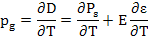 p_g = ∂D/∂T = ∂P_s/∂T + E ∂ε/∂T